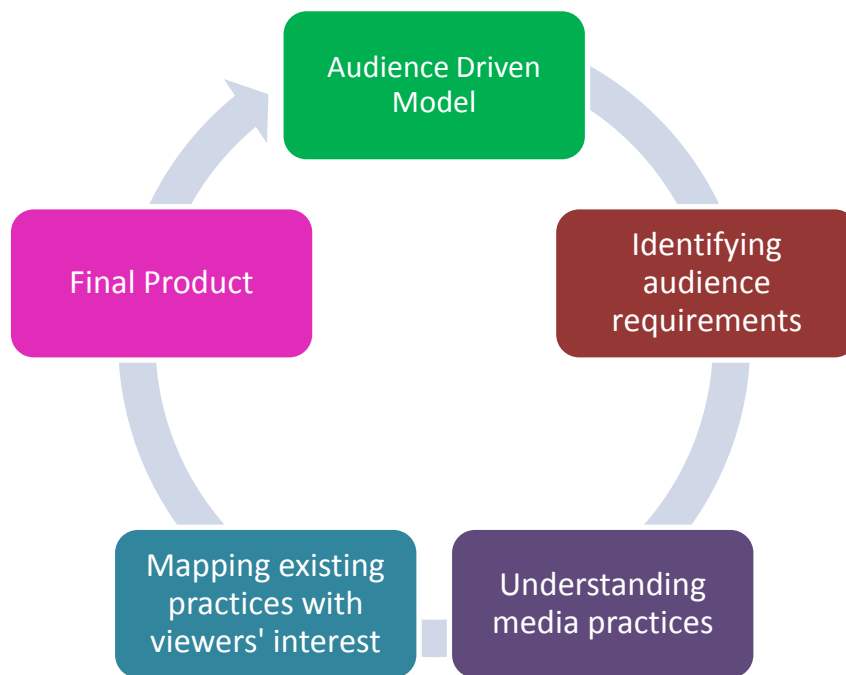 Audience Driven
Model
Identifying
audience
requirements
Understanding
media practices
Mapping existing
practices with
viewers' interest
Final Product